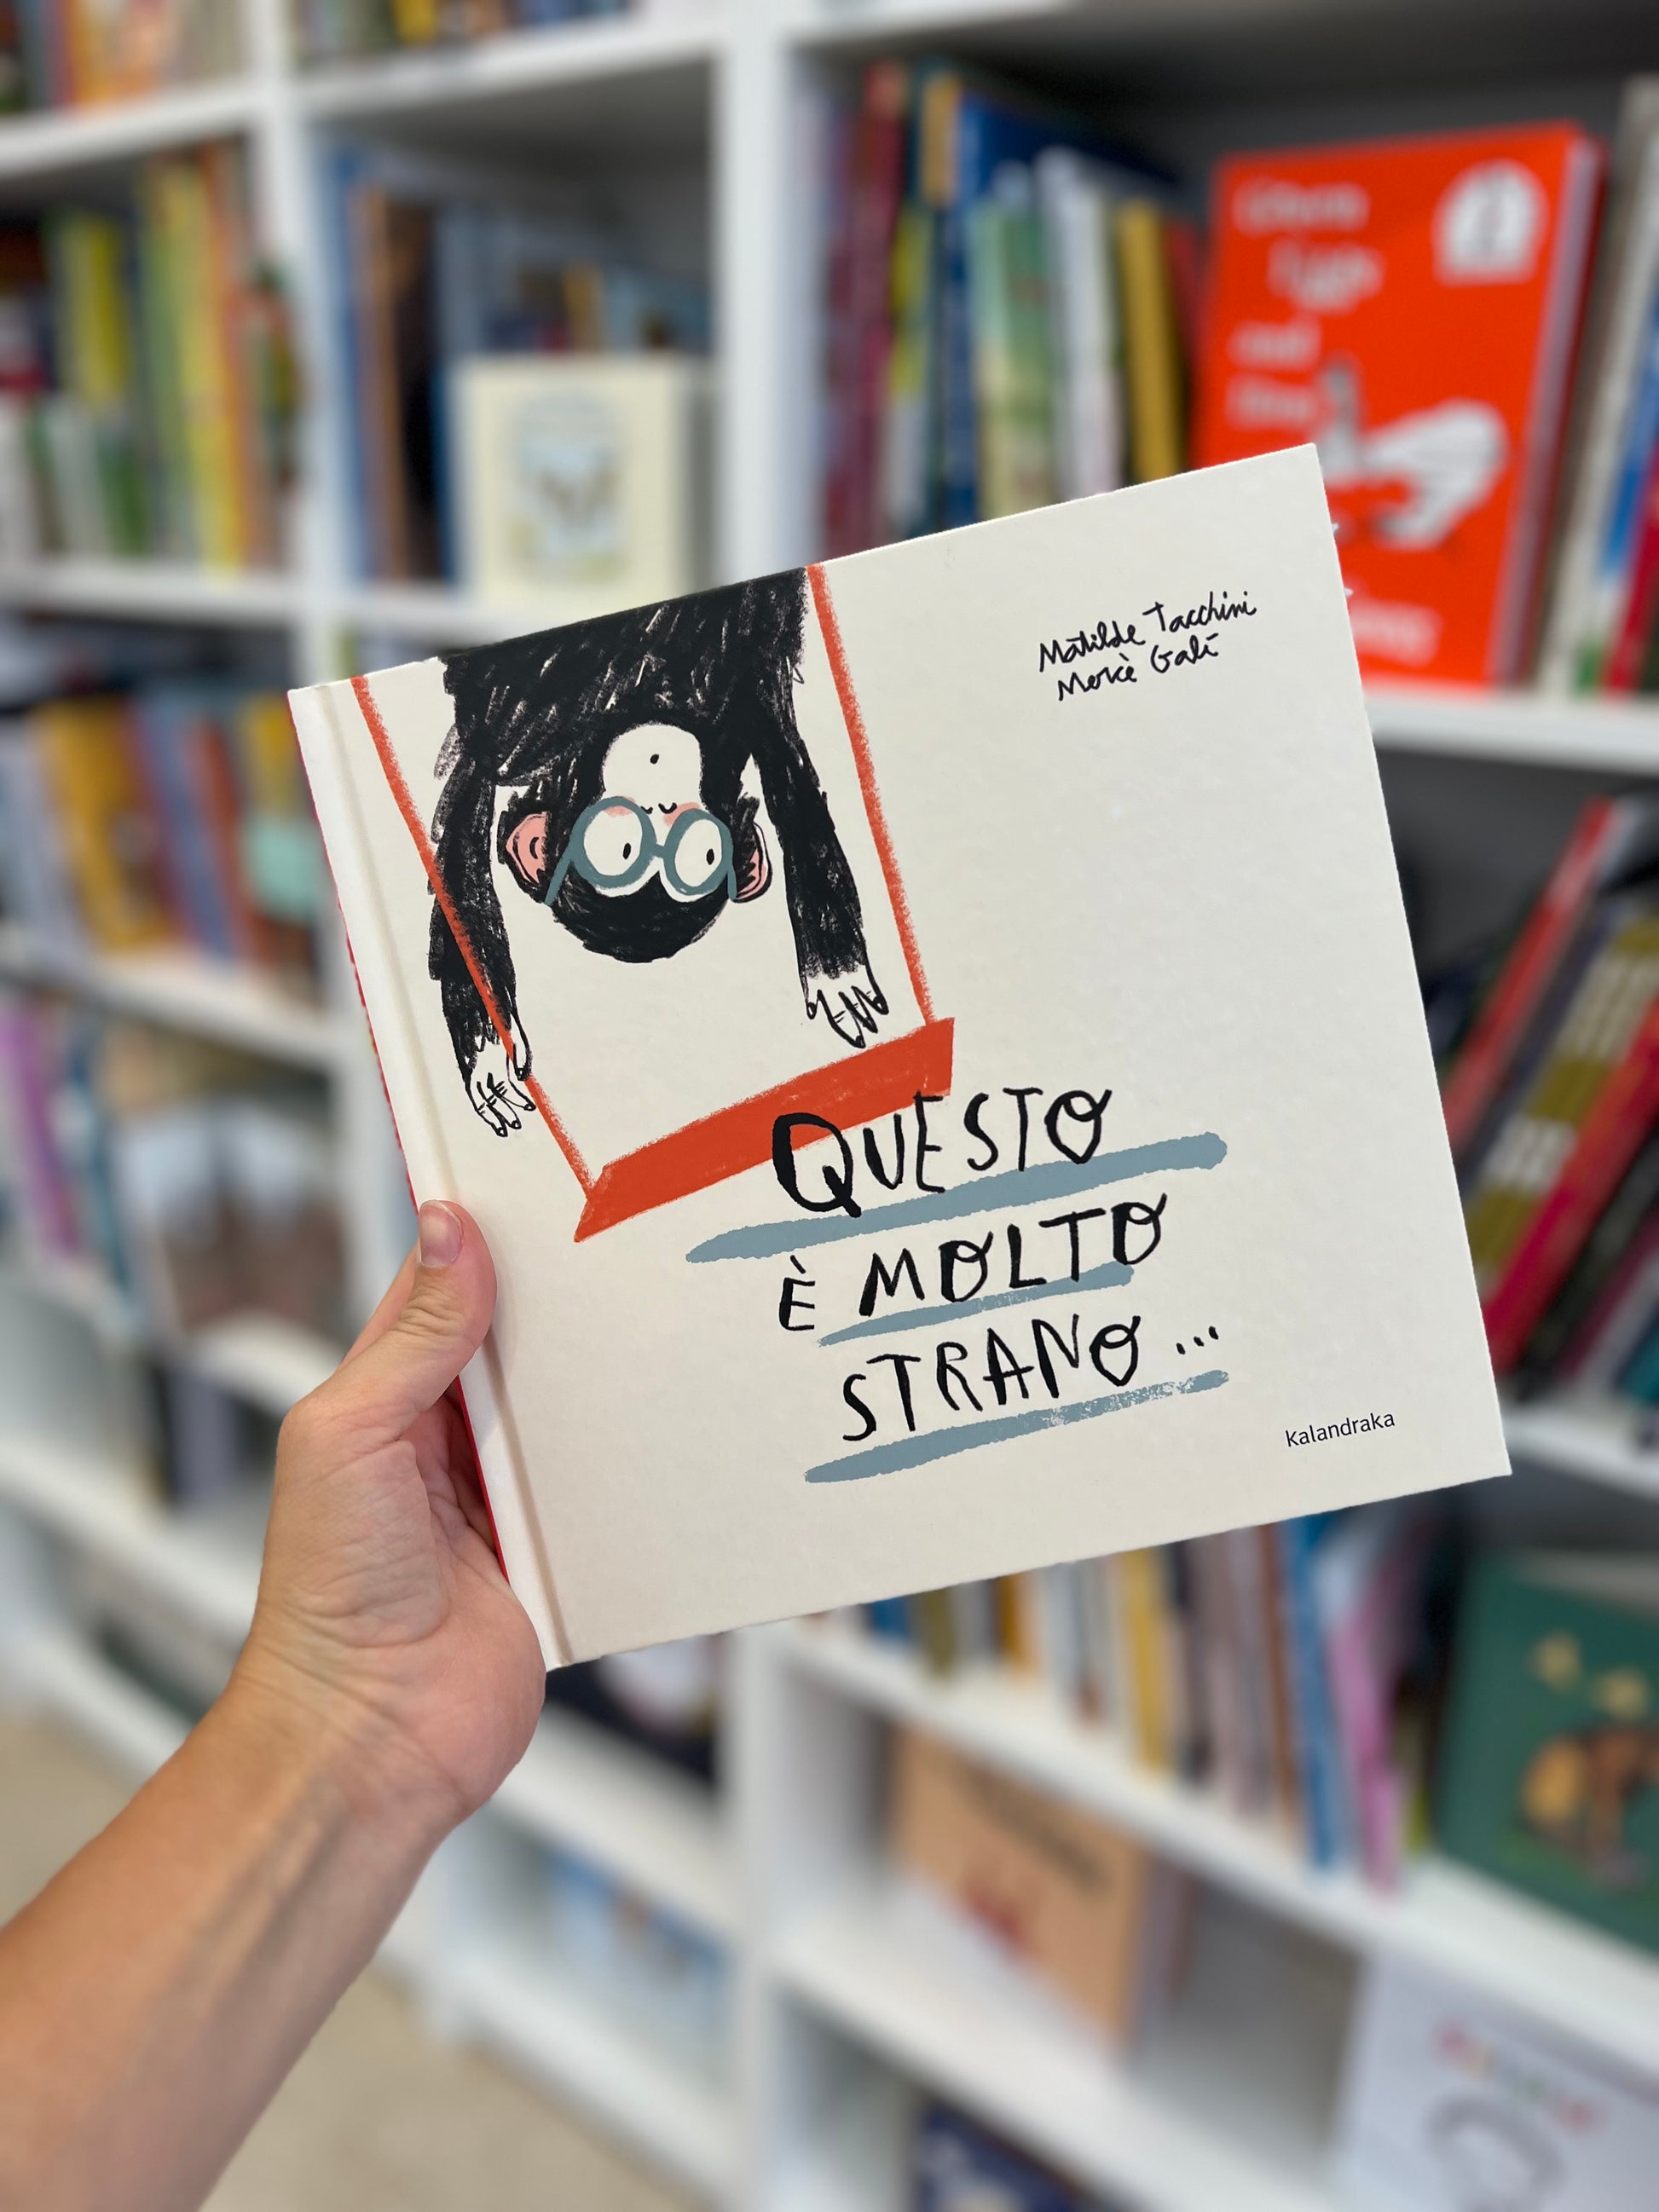 Matilde Tacchini
Mercè Galí
QUESTO
È MOLTO
STRANO...
Kalandraka